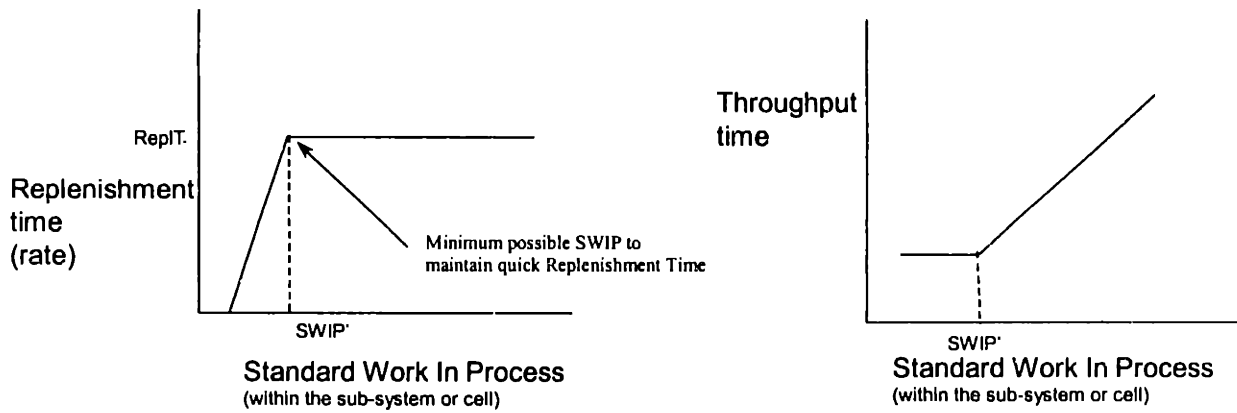 RepIT.
Replenishment
time
(rate)
Minimum possible SWIP to
maintain quick Replenishment Time
SWIP'
Standard Work In Process
(within the sub-system or cell)
Throughput
time
SWIP'
Standard Work In Process
(within the sub-system or cell)